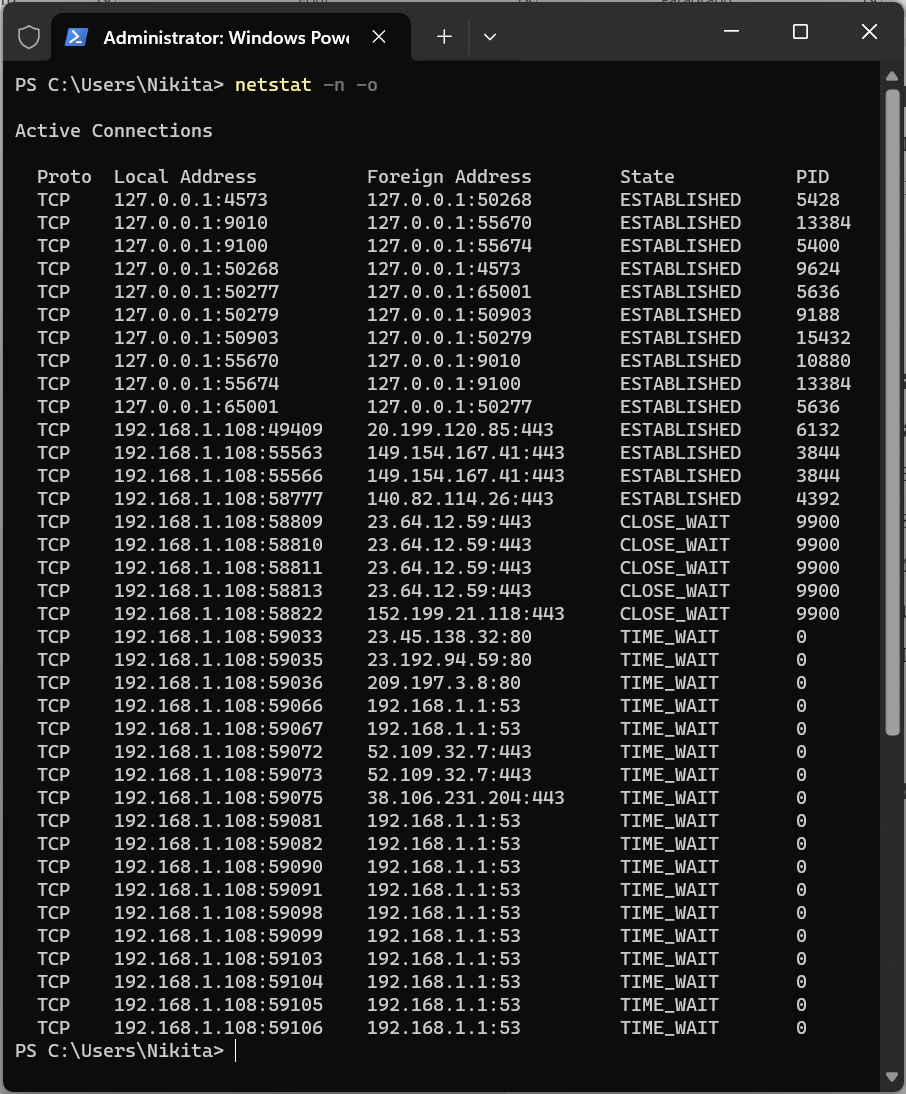 Administrator: Windows Powe
PS C:\Users\Nikita> netstat -n -o
Active Connections
Proto Local Address Foreign Address State PID
TCP 127.0.0.1:4573 127.0.0.1:50268 ESTABLISHED 5428
TCP 127.0.0.1:9010 127.0.0.1:55670 ESTABLISHED 13384
TCP 127.0.0.1:9100 127.0.0.1:55674 ESTABLISHED 5400
TCP 127.0.0.1:50268 127.0.0.1:4573 ESTABLISHED 9624
TCP 127.0.0.1:50277 127.0.0.1:65001 ESTABLISHED 5636
TCP 127.0.0.1:50279 127.0.0.1:50903 ESTABLISHED 9188
TCP 127.0.0.1:50903 127.0.0.1:50279 ESTABLISHED 15432
TCP 127.0.0.1:55670 127.0.0.1:9010 ESTABLISHED 10880
TCP 127.0.0.1:55674 127.0.0.1:9100 ESTABLISHED 13384
TCP 127.0.0.1:65001 127.0.0.1:50277 ESTABLISHED 5636
TCP 192.168.1.108:49409 20.199.120.85:443 ESTABLISHED 6132
TCP 192.168.1.108:55563 149.154.167.41:443 ESTABLISHED 3844
TCP 192.168.1.108:55566 149.154.167.41:443 ESTABLISHED 3844
TCP 192.168.1.108:58777 140.82.114.26:443 ESTABLISHED 4392
TCP 192.168.1.108:58809 23.64.12.59:443 CLOSE_WAIT 9900
TCP 192.168.1.108:58810 23.64.12.59:443 CLOSE_WAIT 9900
TCP 192.168.1.108:58811 23.64.12.59:443 CLOSE_WAIT 9900
TCP 192.168.1.108:58813 23.64.12.59:443 CLOSE_WAIT 9900
TCP 192.168.1.108:58822 152.199.21.118:443 CLOSE_WAIT 9900
TCP 192.168.1.108:59033 23.45.138.32:80 TIME_WAIT 0
TCP 192.168.1.108:59035 23.192.94.59:80 TIME_WAIT 0
TCP 192.168.1.108:59036 209.197.3.8:80 TIME_WAIT 0
TCP 192.168.1.108:59066 192.168.1.1:53 TIME_WAIT 0
TCP 192.168.1.108:59067 192.168.1.1:53 TIME_WAIT 0
TCP 192.168.1.108:59072 52.109.32.7:443 TIME_WAIT 0
TCP 192.168.1.108:59073 52.109.32.7:443 TIME_WAIT 0
TCP 192.168.1.108:59075 38.106.231.204:443 TIME_WAIT 0
TCP 192.168.1.108:59081 192.168.1.1:53 TIME_WAIT 0
TCP 192.168.1.108:59082 192.168.1.1:53 TIME_WAIT 0
TCP 192.168.1.108:59090 192.168.1.1:53 TIME_WAIT 0
TCP 192.168.1.108:59091 192.168.1.1:53 TIME_WAIT 0
TCP 192.168.1.108:59098 192.168.1.1:53 TIME_WAIT 0
TCP 192.168.1.108:59099 192.168.1.1:53 TIME_WAIT 0
TCP 192.168.1.108:59103 192.168.1.1:53 TIME_WAIT 0
TCP 192.168.1.108:59104 192.168.1.1:53 TIME_WAIT 0
TCP 192.168.1.108:59105 192.168.1.1:53 TIME_WAIT 0
TCP 192.168.1.108:59106 192.168.1.1:53 TIME_WAIT 0
PS C:\Users\Nikita>